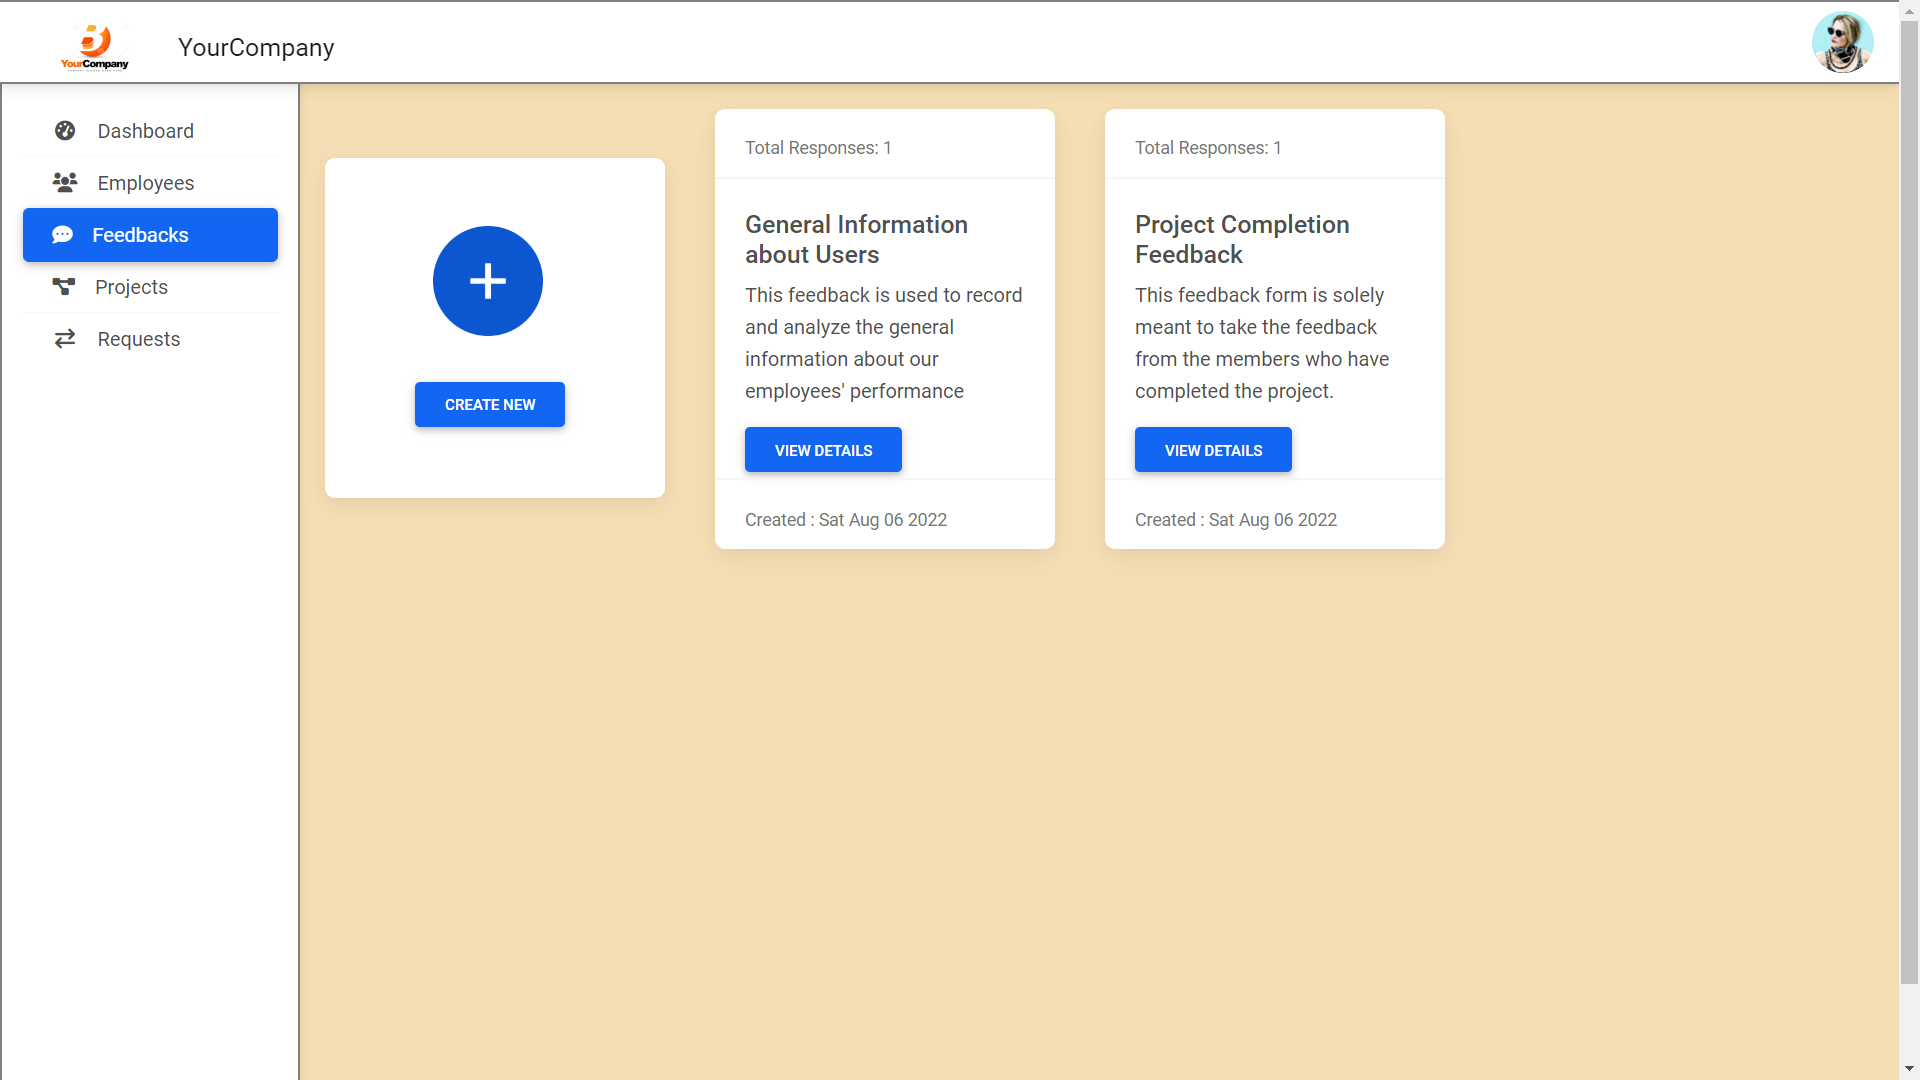 YourCompany
YourCompany
Dashboard
Employees
Feedbacks
Projects
Requests
CREATE NEW
Total Responses: 1
General Information
about Users
This feedback is used to record
and analyze the general
information about our
employees' performance
VIEW DETAILS
Created : Sat Aug 06 2022
Total Responses: 1
Project Completion
Feedback
This feedback form is solely
meant to take the feedback
from the members who have
completed the project.
VIEW DETAILS
Created : Sat Aug 06 2022